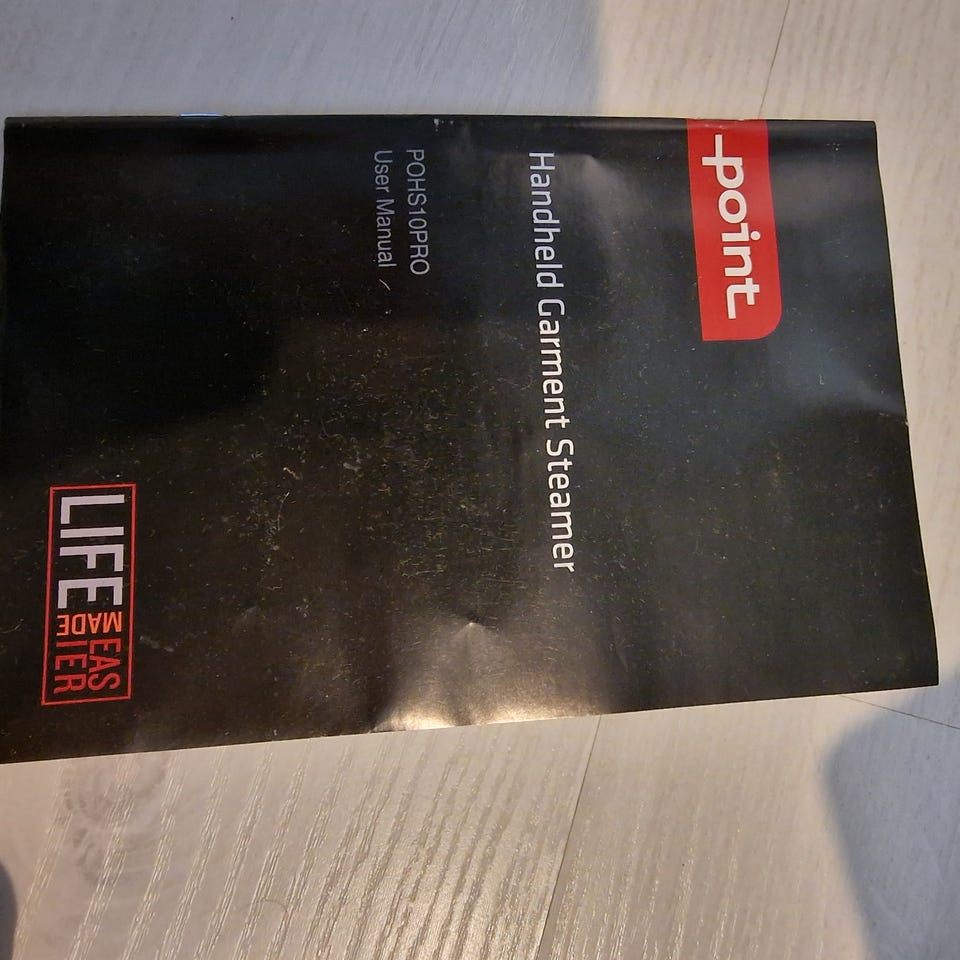 point
Handheld Garment Steamer
POHS10PRO
User Manual
LIFE
MADE
EAS
IER